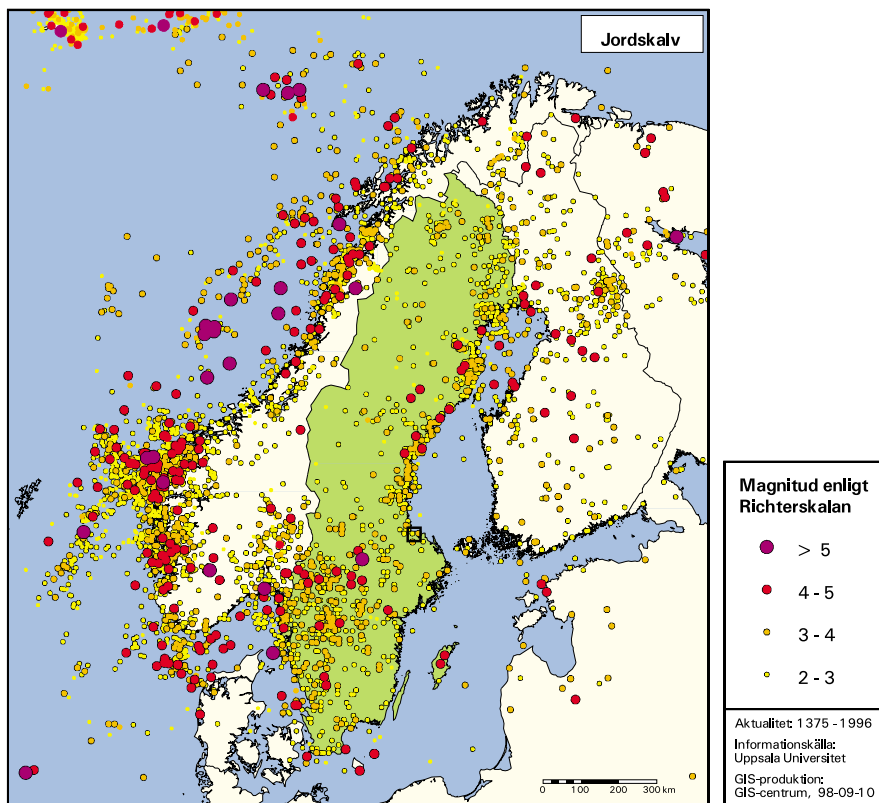 Jordskalv
0 100 200 300 km
Magnitud enligt
Richterskalan
> 5
4 - 5
3 - 4
2 - 3
Aktualitet: 1375 - 1996
Informationskälla:
Uppsala Universitet
GIS-produktion:
GIS-centrum, 98-09-10